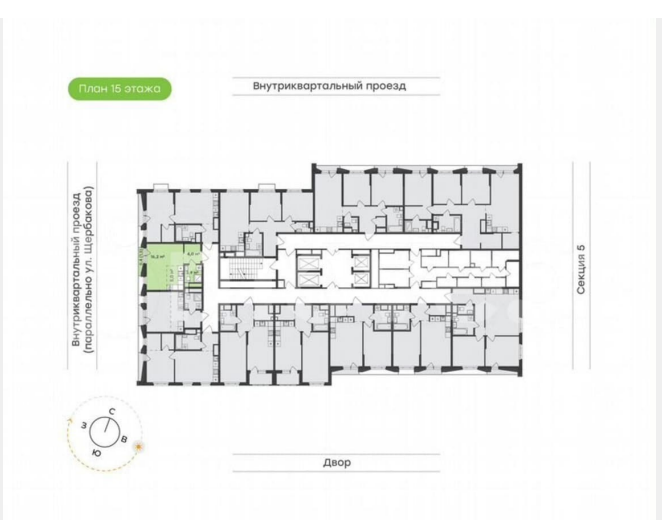 План 15 этажа
Внутриквартальный проезд
Внутриквартальный проезд
(параллельно ул. Щербакова)
Секция 5
С
З
В
Ю
Двор